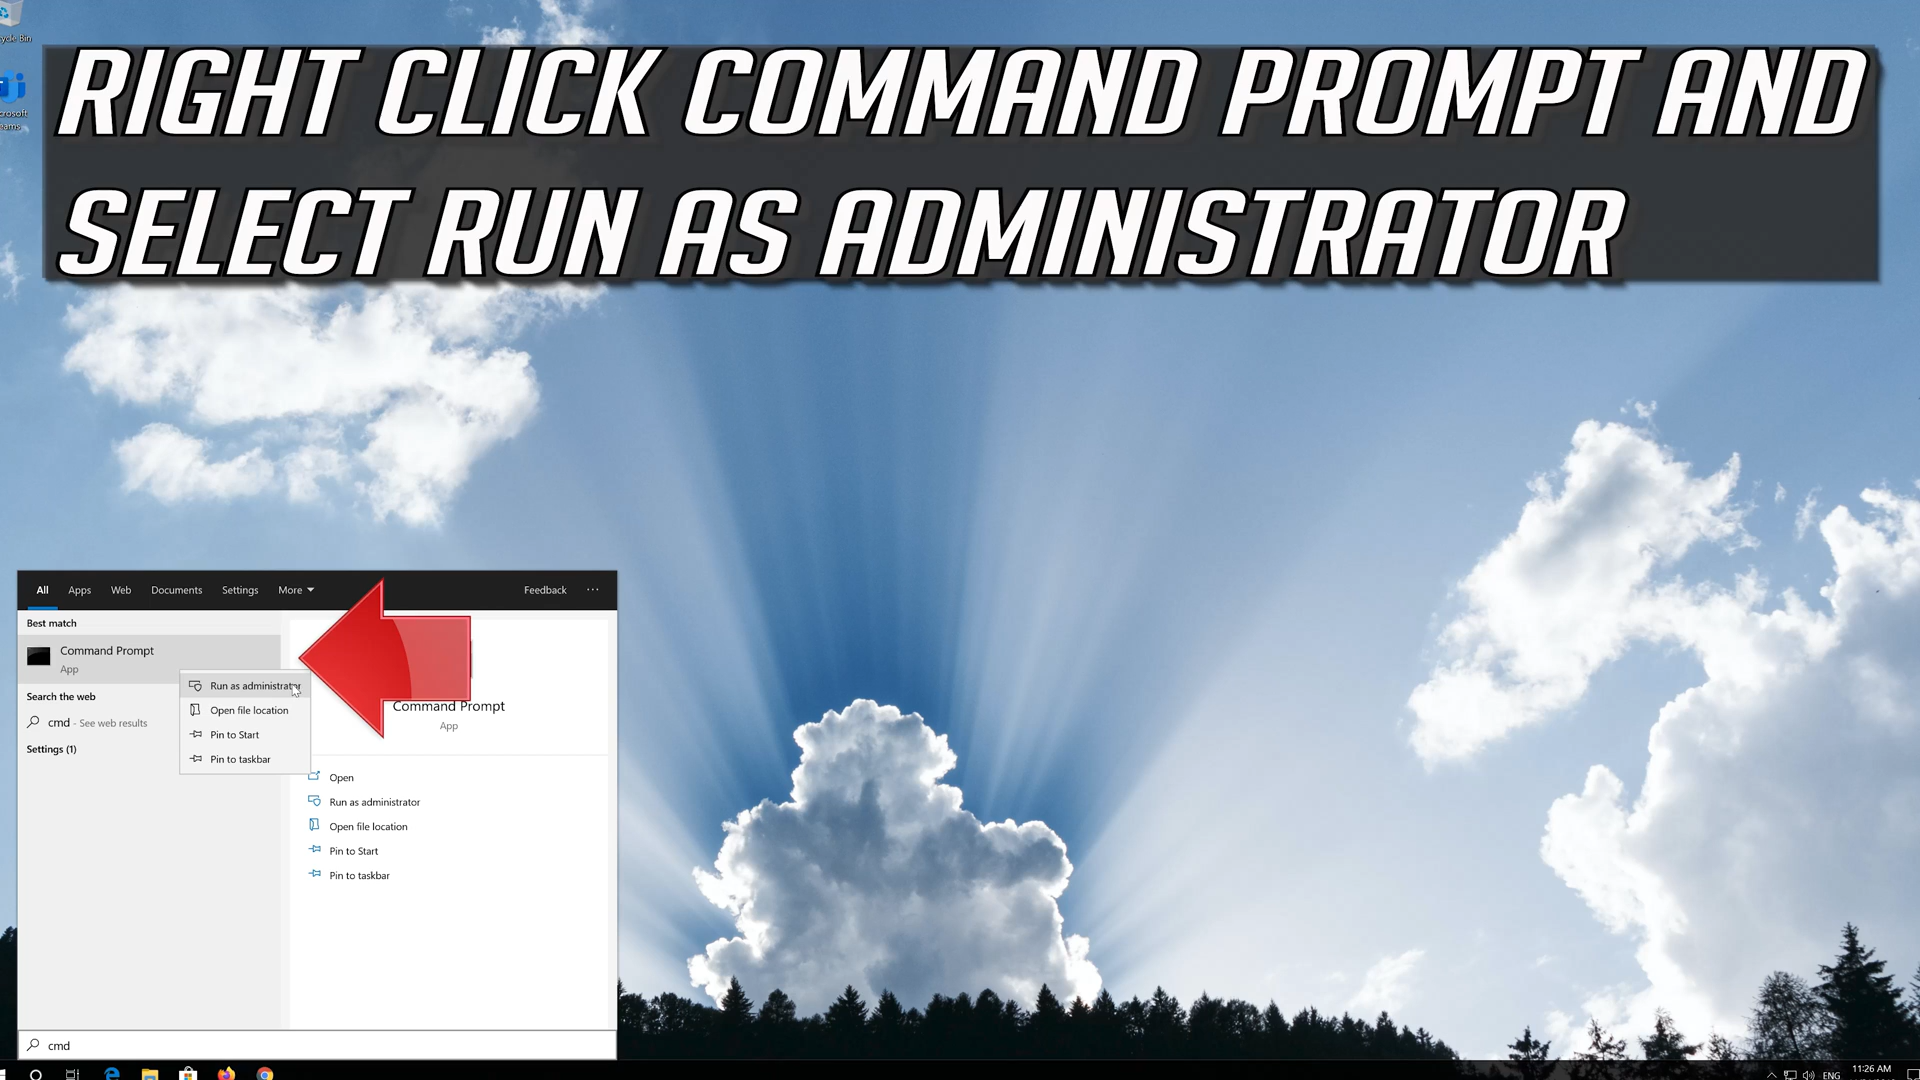 RIGHT CLICK COMMAND PROMPT AND
SELECT RUN AS ADMINISTRATOR
All Apps Web Documents Settings More Feedback ...
Best match
Command Prompt
App
Search the web
cmd - See web results
Settings (1)
Run as administrator
Open file location
Pin to Start
Pin to taskbar
Command Prompt
App
Open
Run as administrator
Open file location
Pin to Start
Pin to taskbar
cmd
ENG
11:26 AM